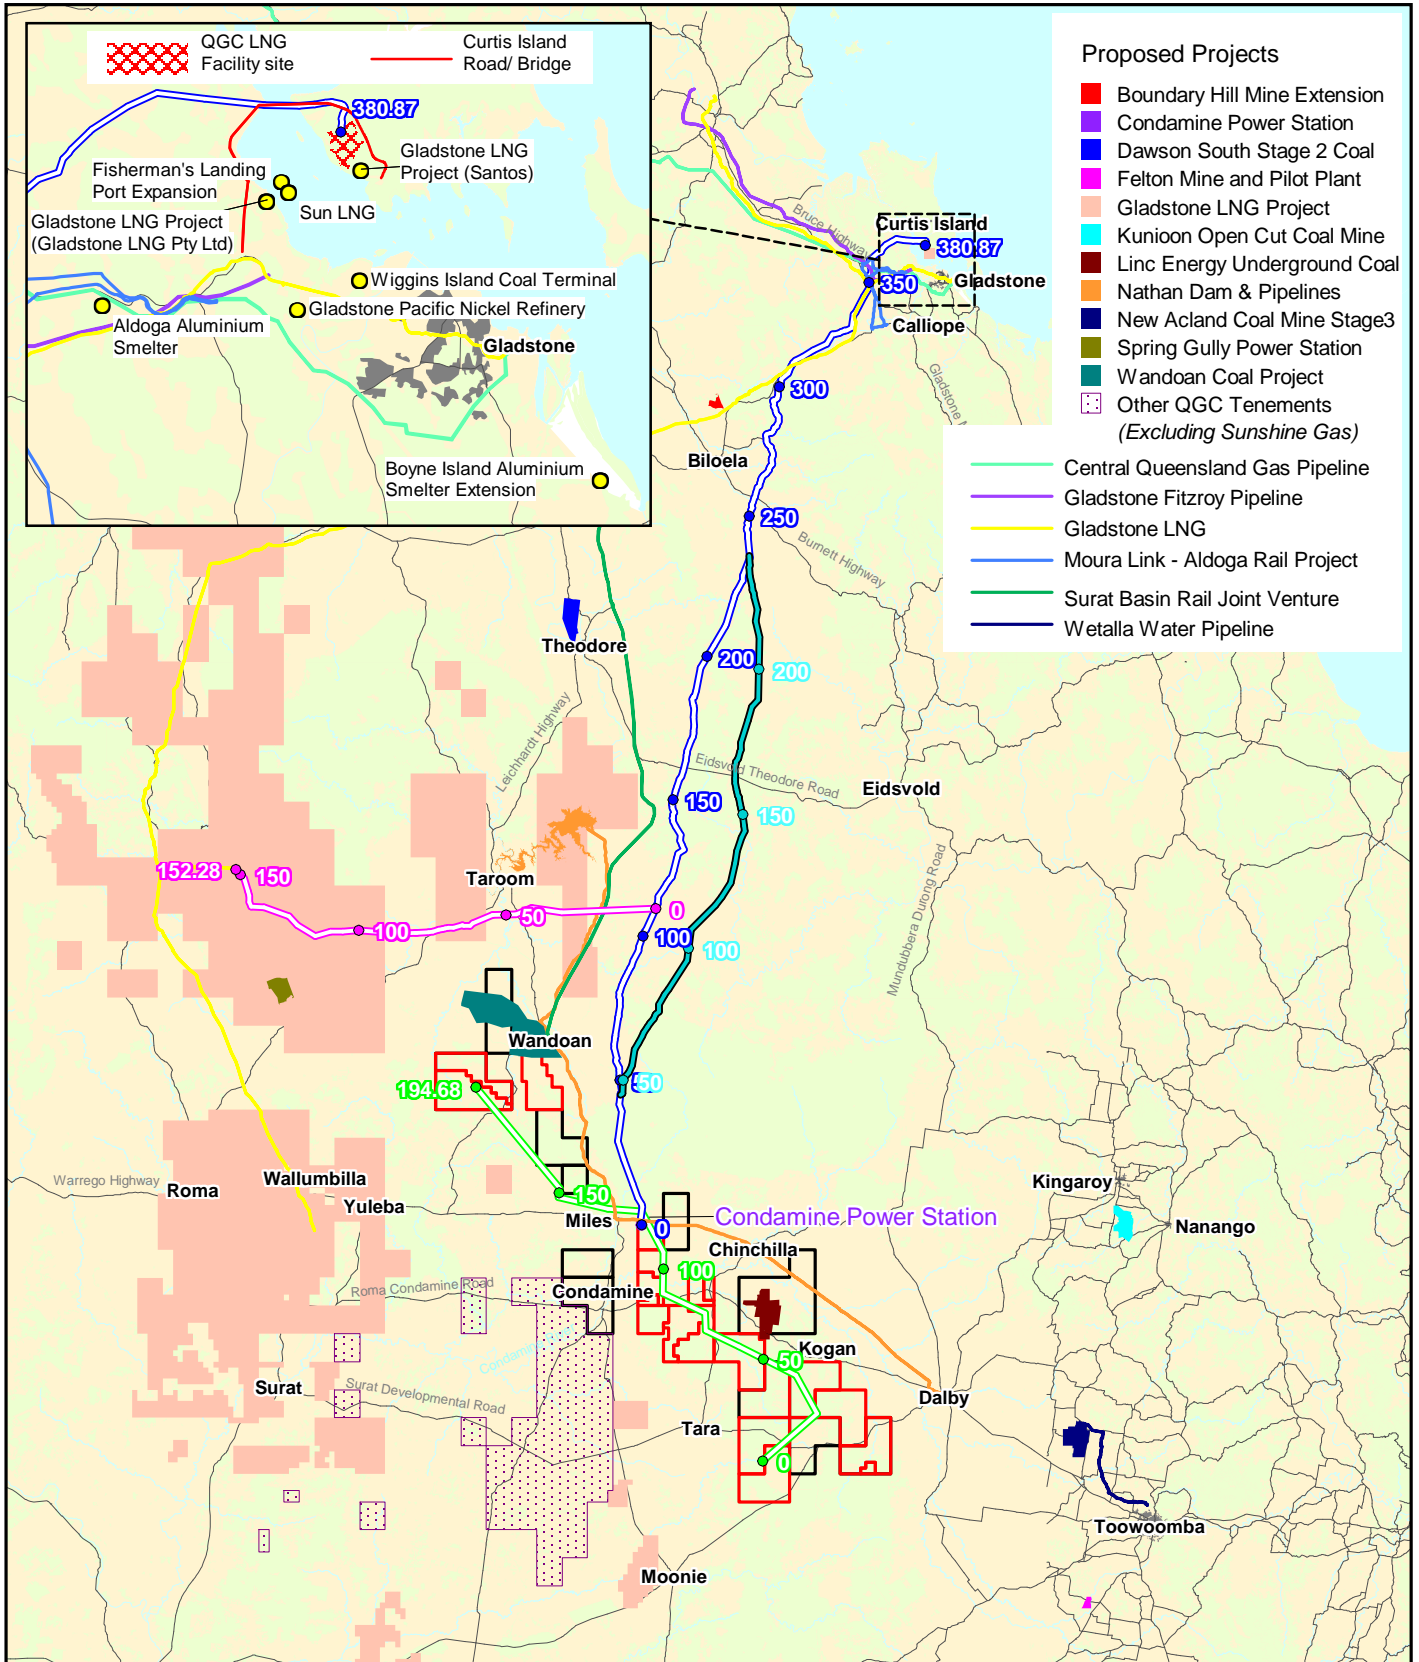 QGC LNG
Facility site
Curtis Island
Road/ Bridge
380.87
Gladstone LNG
Project (Santos)
Fisherman's Landing
Port Expansion
Sun LNG
Gladstone LNG Project
(Gladstone LNG Pty Ltd)
Wiggins Island Coal Terminal
Gladstone Pacific Nickel Refinery
Aldoga Aluminium
Smelter
Gladstone
Boyne Island Aluminium
Smelter Extension
Proposed Projects
Boundary Hill Mine Extension
Condamine Power Station
Dawson South Stage 2 Coal
Felton Mine and Pilot Plant
Gladstone LNG Project
Kunioon Open Cut Coal Mine
Linc Energy Underground Coal
Nathan Dam & Pipelines
New Acland Coal Mine Stage3
Spring Gully Power Station
Wandoan Coal Project
Other QGC Tenements
(Excluding Sunshine Gas)
Central Queensland Gas Pipeline
Gladstone Fitzroy Pipeline
Gladstone LNG
Moura Link - Aldoga Rail Project
Surat Basin Rail Joint Venture
Wetalla Water Pipeline
Bruce Highway
Curtis Island
380.87
Gladstone
350
Calliope
300
Gladstone
Biloela
250
Burnett Highway
Theodore
200
200
Leichhardt Highway
Eidsvold Theodore Road
Eidsvold
150
150
Mundubbera Durong Road
152.28
150
Taroom
50
0
100
100
100
Wandoan
194.68
50
Warrego Highway
Roma
Wallumbilla
Yuleba
150
Miles
0
Condamine Power Station
Kingaroy
Nanango
Chinchilla
100
Roma Condamine Road
Condamine
Condamine
50
Kogan
Surat
Surat Developmental Road
Dalby
Tara
0
Toowoomba
Moonie